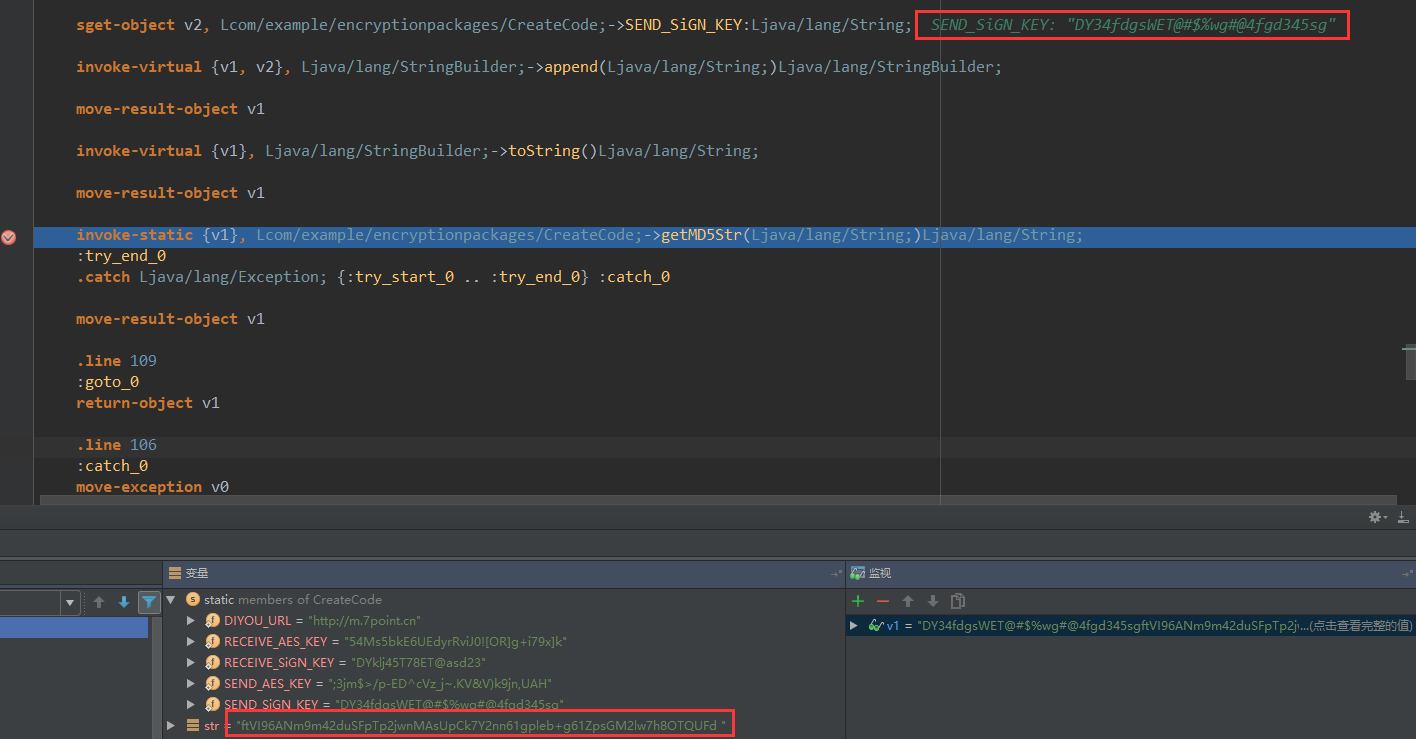 sget-object v2, Lcom/example/encryptionpackages/CreateCode;->SEND_SiGN_KEY:Ljava/lang/String; SEND_SiGN_KEY: "DY34fdgsWET@#$%wg#@4fgd345sg"
invoke-virtual {v1, v2}, Ljava/lang/StringBuilder;->append(Ljava/lang/String;)Ljava/lang/StringBuilder;
move-result-object v1
invoke-virtual {v1}, Ljava/lang/StringBuilder;->toString()Ljava/lang/String;
move-result-object v1
invoke-static {v1}, Lcom/example/encryptionpackages/CreateCode;->getMD5Str(Ljava/lang/String;)Ljava/lang/String;
:try_end_0
.catch Ljava/lang/Exception; {:try_start_0 .. :try_end_0} :catch_0
move-result-object v1
.line 109
:goto_0
return-object v1
.line 106
:catch_0
move-exception v0
变量
static members of CreateCode
DIYOU_URL = "http://m.7point.cn"
RECEIVE_AES_KEY = "54Ms5bkE6UEdyrRviJ0![OR]g+i79x]k"
RECEIVE_SiGN_KEY = "DYklj45T78ET@asd23"
SEND_AES_KEY = ";3jm$>/p-ED^cVz_j~.KV&V)k9jn,UAH"
SEND_SiGN_KEY = "DY34fdgsWET@#$%wg#@4fgd345sg"
str = "ftVI96ANm9m42duSFpTp2jwnMAsUpCk7Y2nn61gpleb+g61ZpsGM2lw7h8OTQUFd "
监视
v1 = "DY34fdgsWET@#$%wg#@4fgd345sgftVI96ANm9m42duSFpTp2jv...(点击查看完整的值)